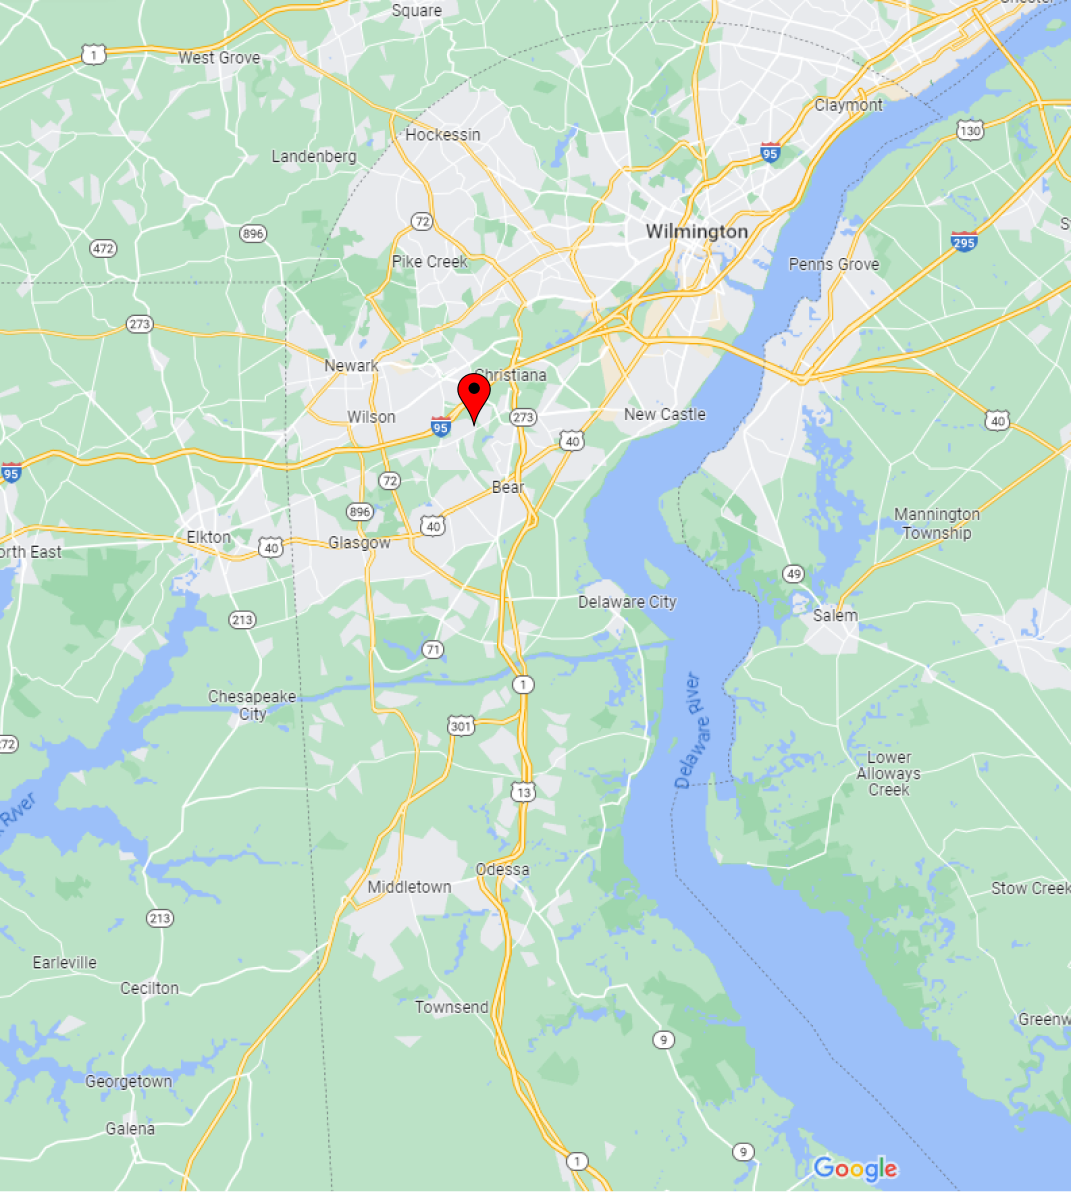 Square
1
West Grove
Claymont
130
Hockessin
95
Landenberg
72
896
472
Wilmington
295
Pike Creek
Penns Grove
273
Newark
Christiana
Wilson
273
New Castle
40
95
40
95
72
Bear
896
40
Mannington
Township
Elkton
40
Glasgow
orth East
49
Delaware City
213
Salem
71
Chesapeake
City
1
301
272
Delaware River
Lower
Alloways
Creek
13
River
Odessa
Middletown
Stow Creek
213
Earleville
Cecilton
Townsend
Greenw
9
Georgetown
Galena
9
1
Google